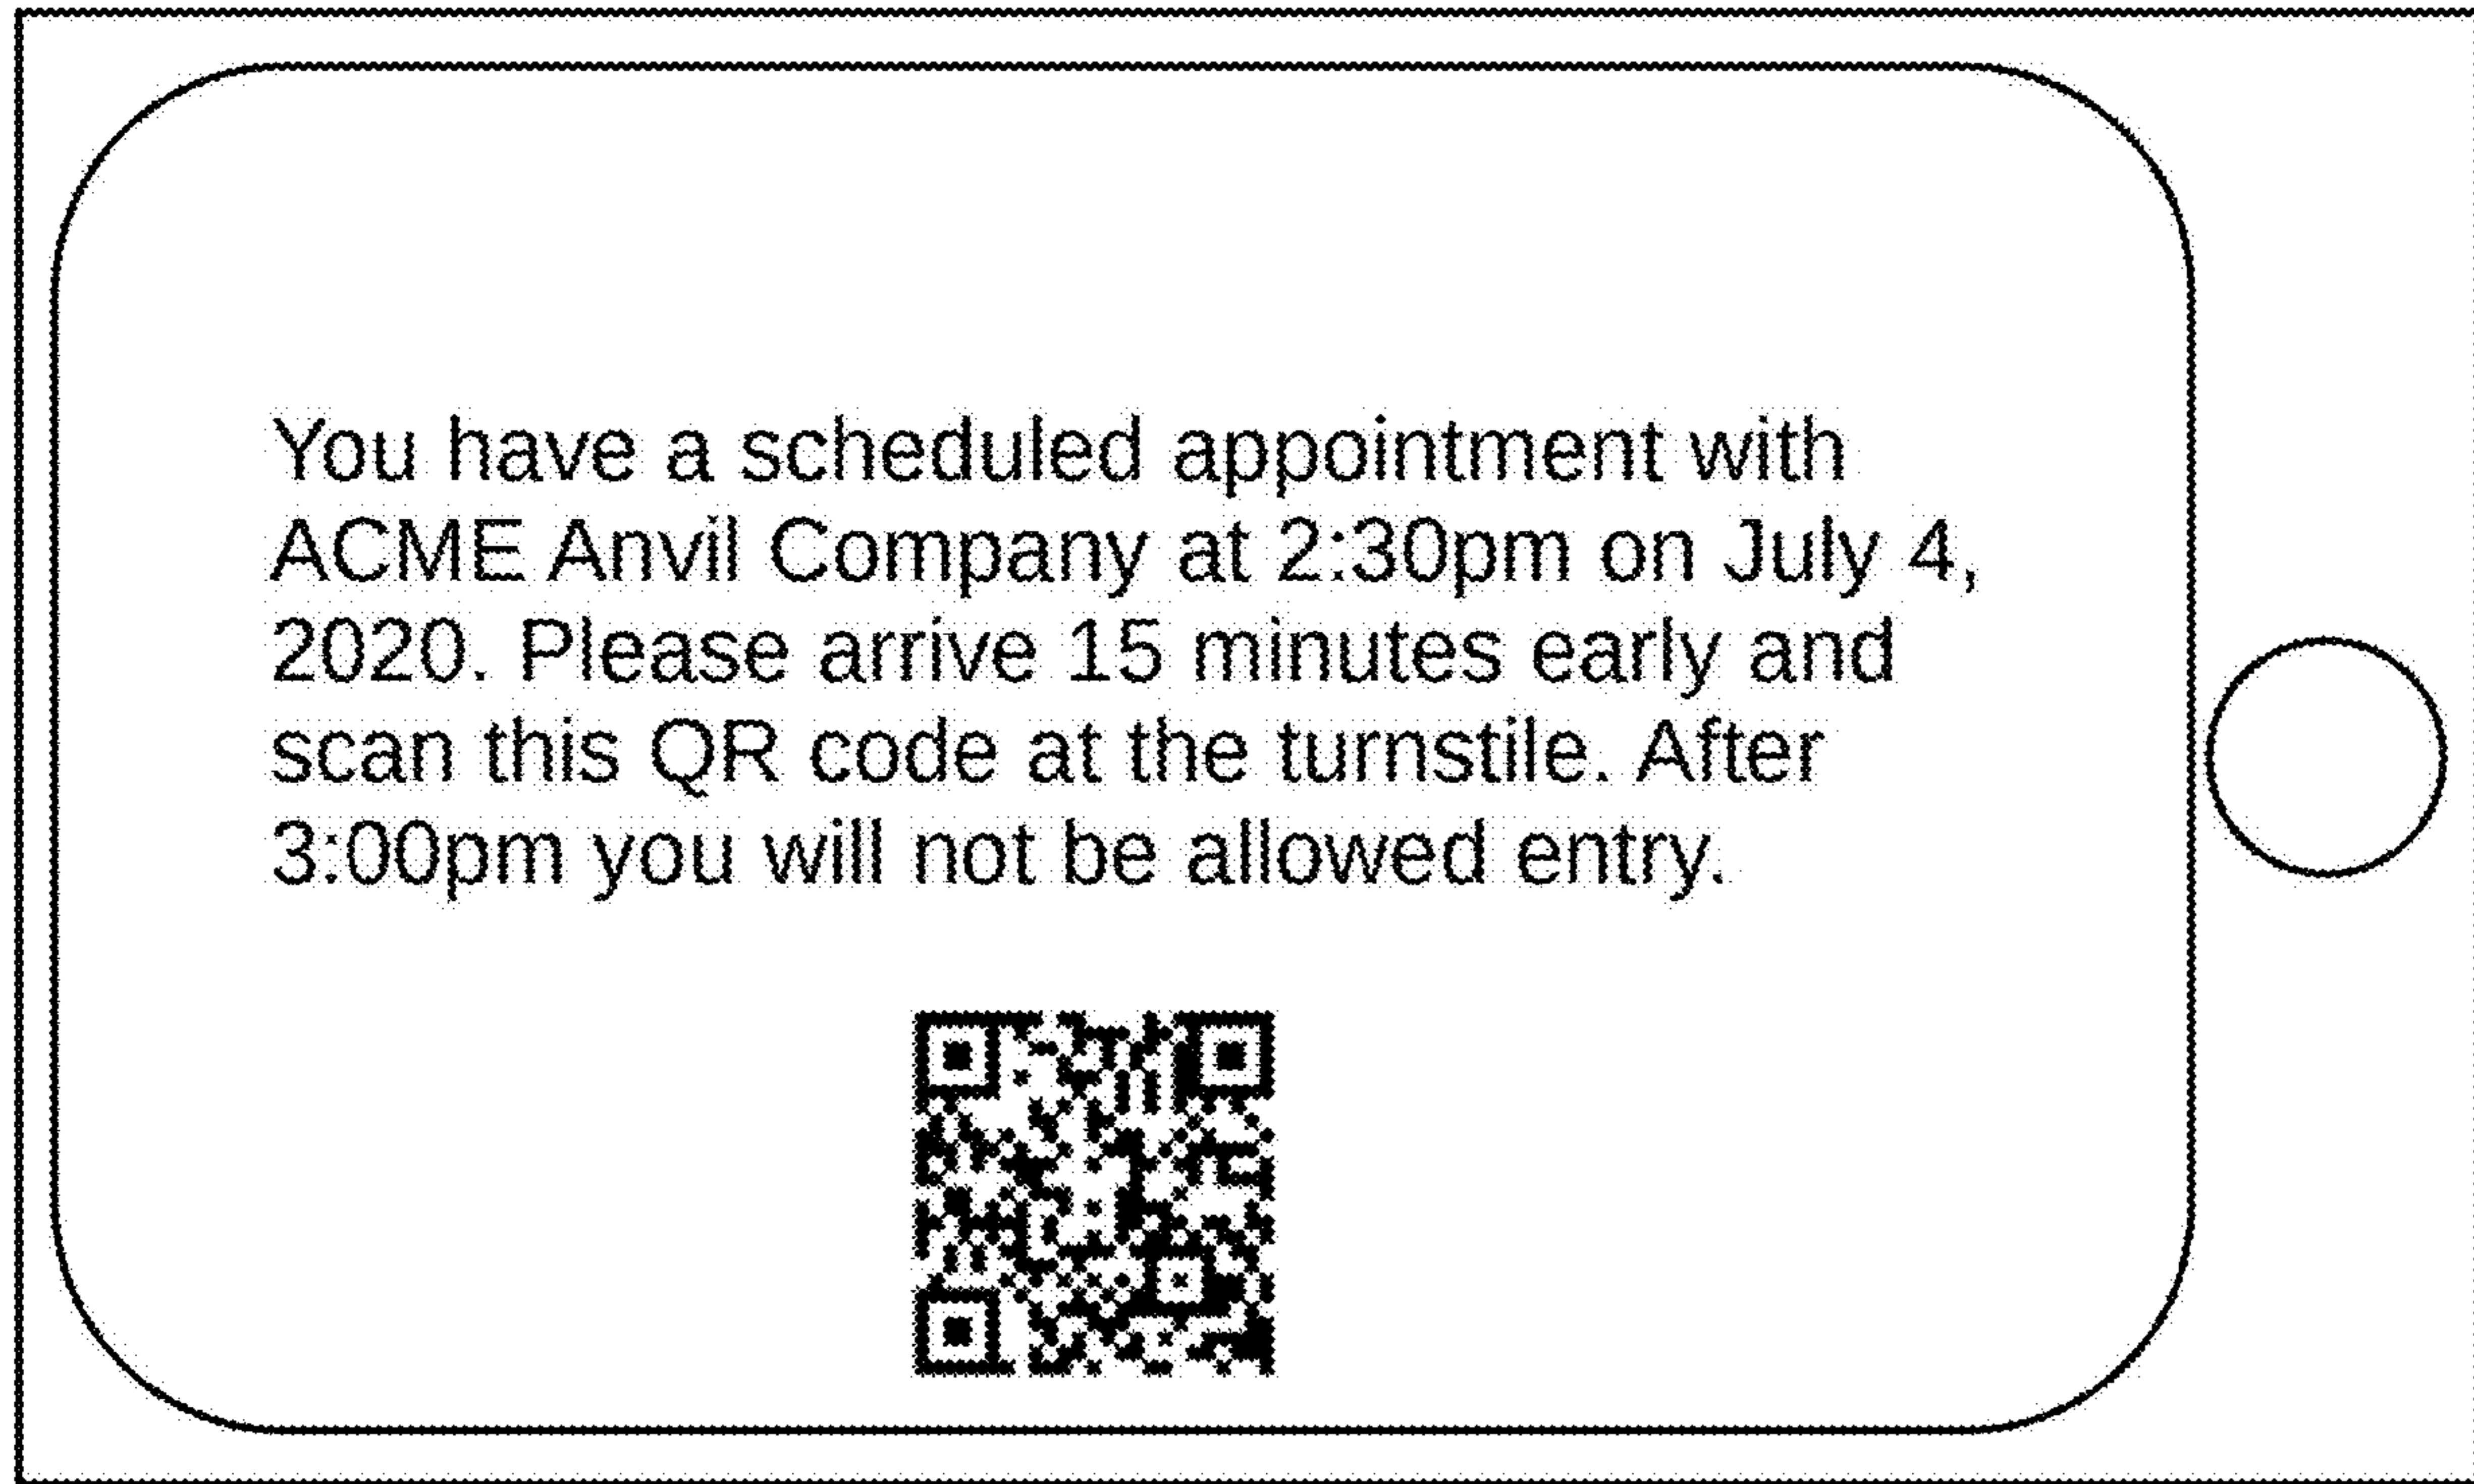 You have a scheduled appointment with
ACME Anvil Company at 2:30pm on July 4,
2020. Please arrive 15 minutes early and
scan this QR code at the turnstile. After
3:00pm you will not be allowed entry.